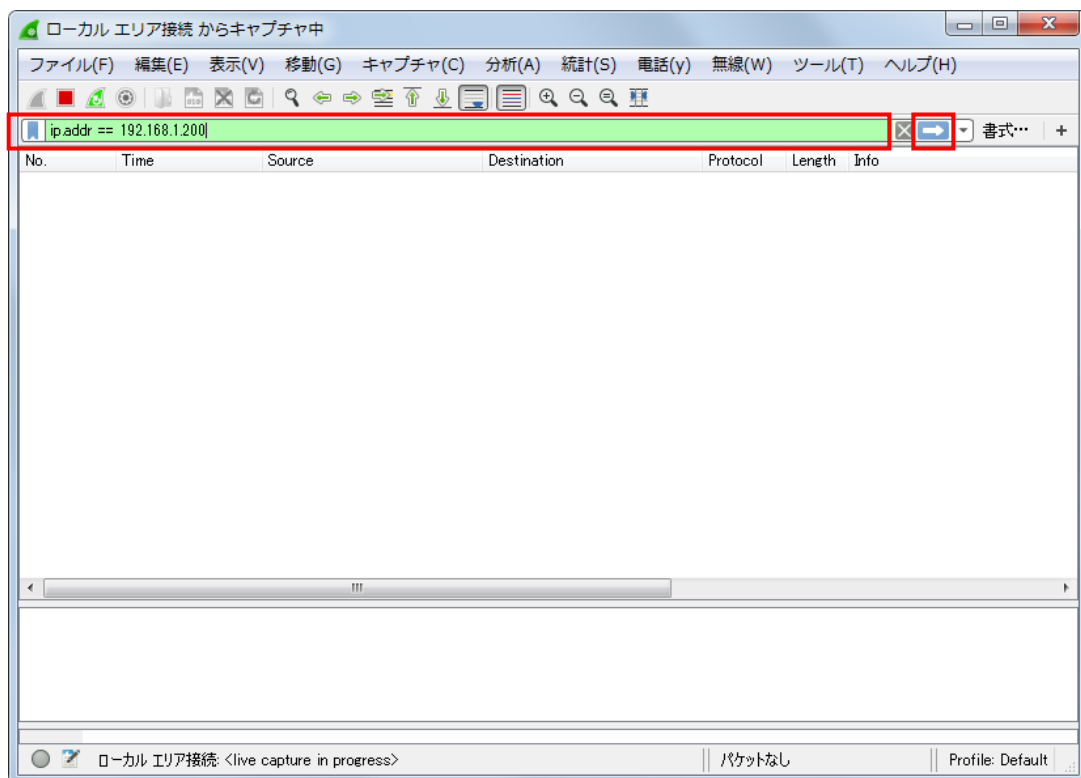 ローカル エリア接続 からキャプチャ中
ファイル(F) 編集(E) 表示(V) 移動(G) キャプチャ(C) 分析(A) 統計(S) 電話(y) 無線(W) ツール(T) ヘルプ(H)
ip.addr == 192.168.1.200 書式… +
No. Time Source Destination Protocol Length Info
ローカル エリア接続: <live capture in progress> パケットなし Profile: Default